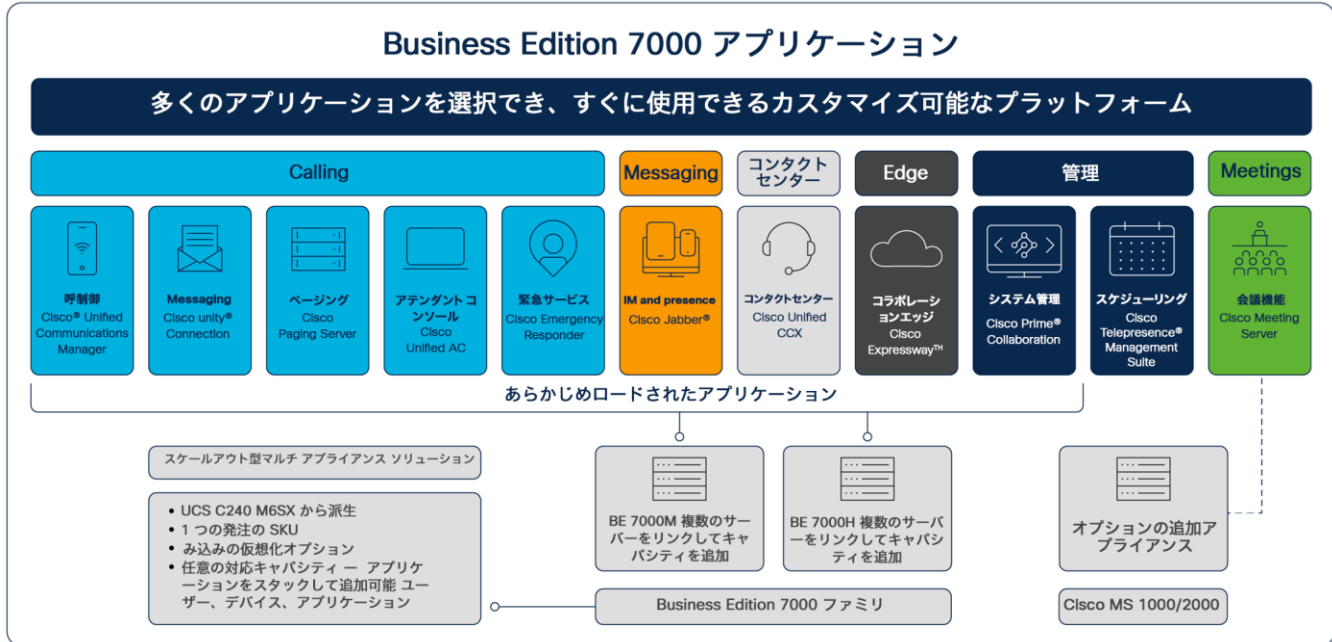 Business Edition 7000 アプリケーション
多くのアプリケーションを選択でき、すぐに使用できるカスタマイズ可能なプラットフォーム
Calling
Messaging
コンタクト
センター
Edge
管理
Meetings
呼制御
Cisco® Unified
Communications
Manager
Messaging
Cisco unity®
Connection
ページング
Cisco
Paging Server
アテンダント コ
ンソール
Cisco
Unified AC
緊急サービス
Cisco Emergency
Responder
IM and presence
Cisco Jabber®
コンタクトセンター
Cisco Unified
CCX
コラボレーシ
ョンエッジ
Cisco
Expressway™
システム管理
Cisco Prime®
Collaboration
スケジューリング
Cisco
Telepresence®
Management
Suite
会議機能
Cisco Meeting
Server
あらかじめロードされたアプリケーション
スケールアウト型マルチ アプライアンス ソリューション
• UCS C240 M6SX から派生
• 1 つの発注の SKU
• み込みの仮想化オプション
• 任意の対応キャパシティ ー アプリケ
ーションをスタックして追加可能 ユー
ザー、デバイス、アプリケーション
BE 7000M 複数のサー
バーをリンクしてキャ
パシティを追加
BE 7000H 複数のサーバ
ーをリンクしてキャパシ
ティを追加
Business Edition 7000 ファミリ
オプションの追加ア
プライアンス
CIsco MS 1000/2000